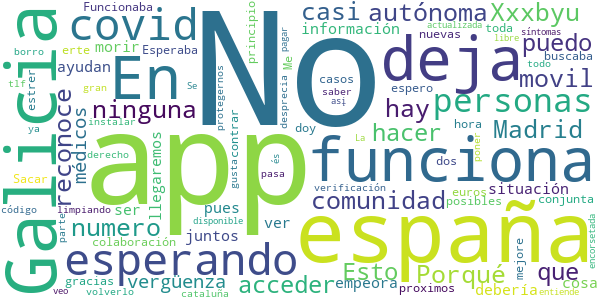 Funcionaba
covid
casi
autónoma
Xxxbyu
principio
No
toda
actualizada
síntomas
borro
erte
morir
Esperaba
información
nuevas
libre
Me
pagar
En
deja
puedo
buscaba
todo
tlf
ayudan
Se
protegernos
desprecia
casos
espero
movil
estrer
gran
saber
así
ninguna
personas
Galicia
reconoce
médicos
app
ya
instalar
gusta
contrar
doy
La
hay
hacer
Madrid
hora
poner
Sacar
derecho
és
pasa
dos
funciona
código
parte
limpiando
llegaremos
verificación
euros
situación
numero
ser
pues
disponible
ver
comunidad
posibles
conjunta
colaboración
juntos
españa
encorsetada
esperando
Esto
Porqué
mejore
que
gracias
vergüenza
acceder
empeora
proximos
debería
cosa
veo
volverlo
cataluña
entiende